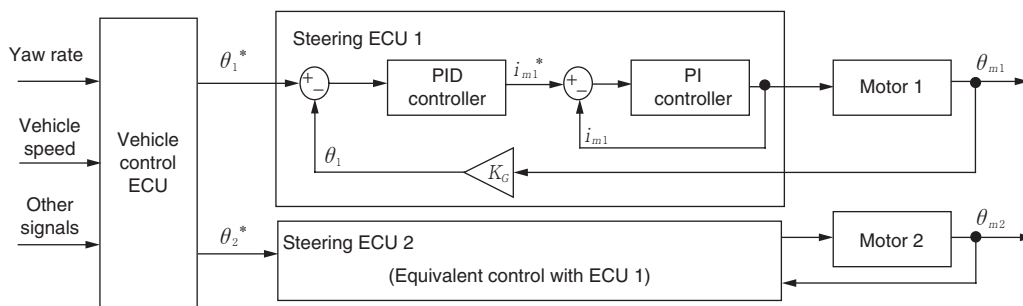 Yaw rate
Vehicle
speed
Other
signals
Vehicle
control
ECU
θ₁*
θ₂*
Steering ECU 1
+
−
PID
controller
iₘ₁*
+
−
PI
controller
iₘ₁
θ₁
K_G
Motor 1
θₘ₁
Steering ECU 2
(Equivalent control with ECU 1)
Motor 2
θₘ₂